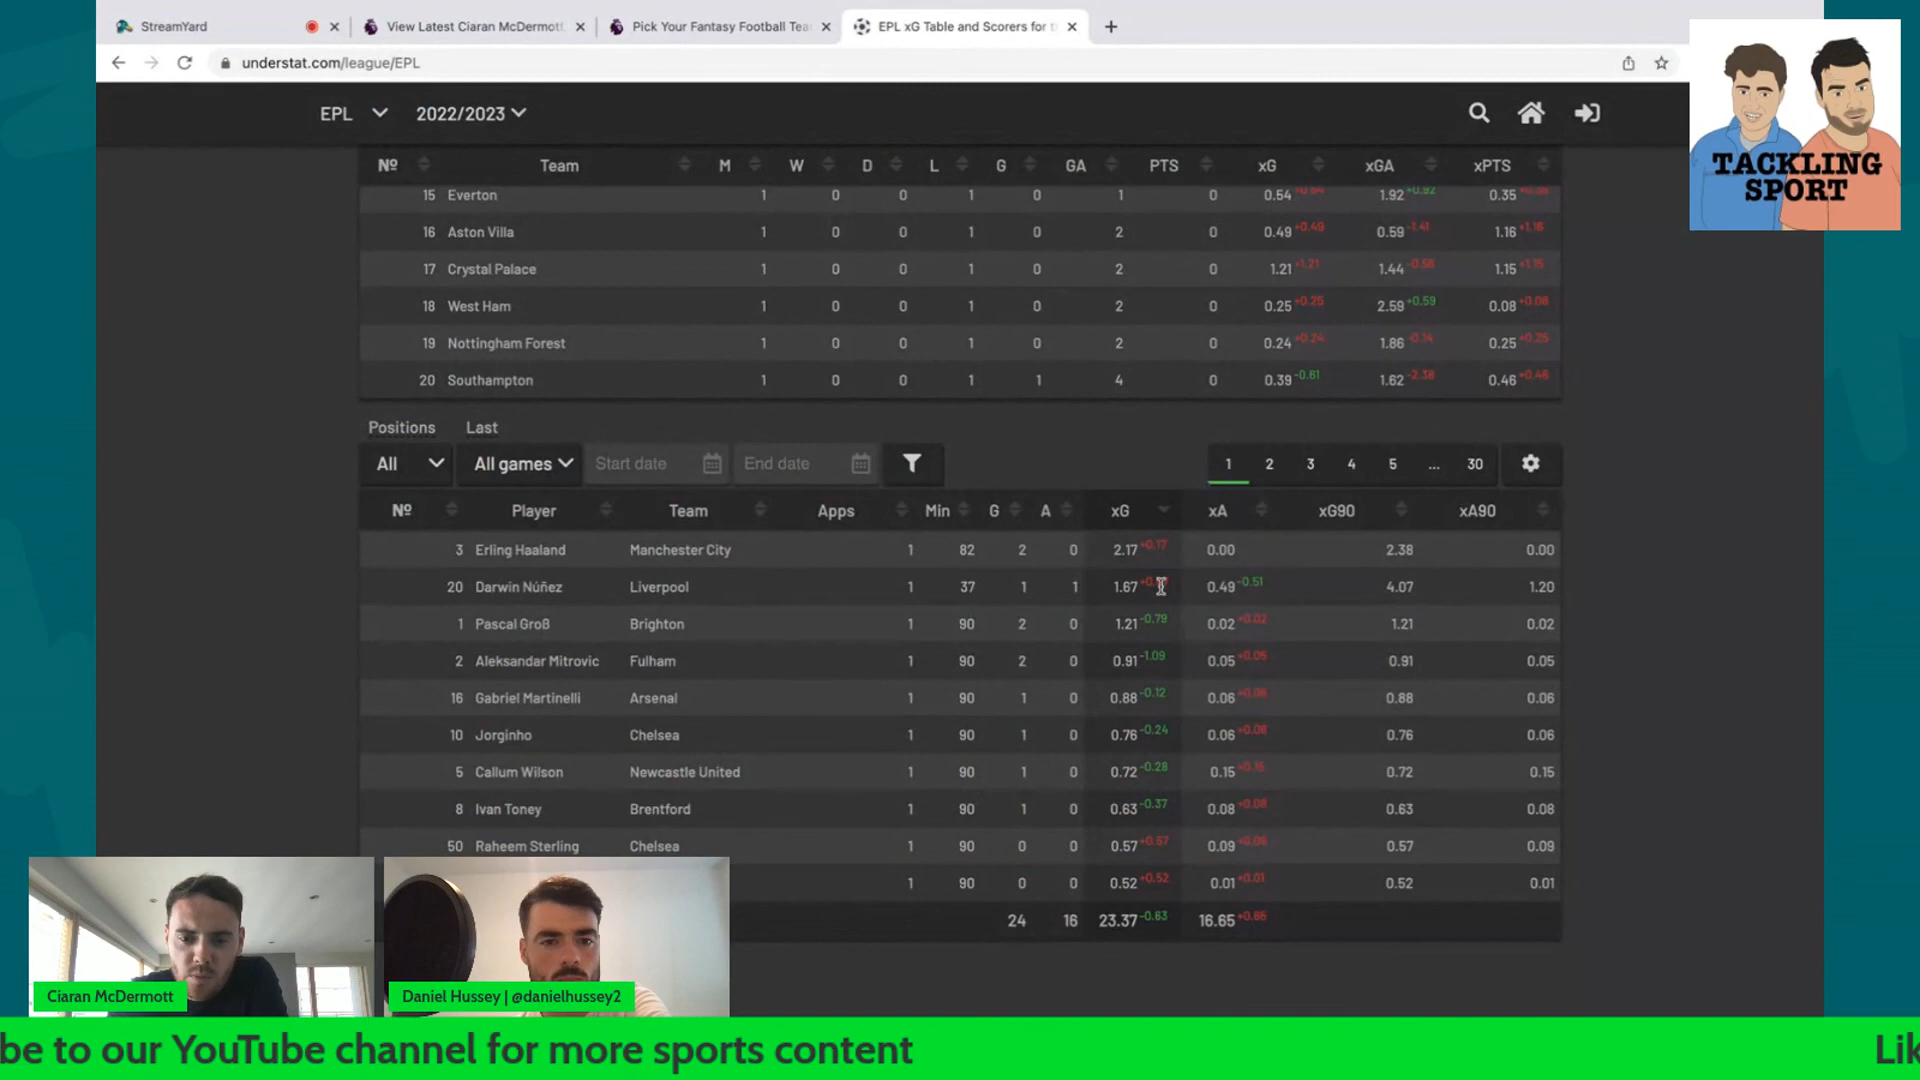 StreamYard
View Latest Ciaran McDermott
Pick Your Fantasy Football Tea
EPL xG Table and Scorers for t
understat.com/league/EPL
EPL 2022/2023
TACKLING
SPORT
Nº Team M W D L G GA PTS xG xGA xPTS
15 Everton 1 0 0 1 0 1 0 0.54 1.92 +0.92 0.35
16 Aston Villa 1 0 0 1 0 2 0 0.49 +0.49 0.59 -1.41 1.16 +1.16
17 Crystal Palace 1 0 0 1 0 2 0 1.21 +1.21 1.44 -0.56 1.15 +1.15
18 West Ham 1 0 0 1 0 2 0 0.25 +0.25 2.59 +0.59 0.08 +0.08
19 Nottingham Forest 1 0 0 1 0 2 0 0.24 +0.24 1.86 -0.14 0.25 +0.25
20 Southampton 1 0 0 1 1 4 0 0.39 -0.61 1.62 -2.38 0.46 +0.46
Positions Last
All All games Start date End date 1 2 3 4 5 ... 30
Nº Player Team Apps Min G A xG xA xG90 xA90
3 Erling Haaland Manchester City 1 82 2 0 2.17 +0.17 0.00 2.38 0.00
20 Darwin Núñez Liverpool 1 37 1 1 1.67 0.49 -0.51 4.07 1.20
1 Pascal Groß Brighton 1 90 2 0 1.21 -0.79 0.02 +0.02 1.21 0.02
2 Aleksandar Mitrovic Fulham 1 90 2 0 0.91 -1.09 0.05 +0.05 0.91 0.05
16 Gabriel Martinelli Arsenal 1 90 1 0 0.88 -0.12 0.06 +0.06 0.88 0.06
10 Jorginho Chelsea 1 90 1 0 0.76 -0.24 0.06 +0.06 0.76 0.06
5 Callum Wilson Newcastle United 1 90 1 0 0.72 -0.28 0.15 +0.15 0.72 0.15
8 Ivan Toney Brentford 1 90 1 0 0.63 -0.37 0.08 +0.08 0.63 0.08
50 Raheem Sterling Chelsea 1 90 0 0 0.57 +0.57 0.09 +0.09 0.57 0.09
1 90 0 0 0.52 +0.52 0.01 +0.01 0.52 0.01
24 16 23.37 -0.63 16.65 +0.65
Ciaran McDermott
Daniel Hussey | @danielhussey2
be to our YouTube channel for more sports content
Lik